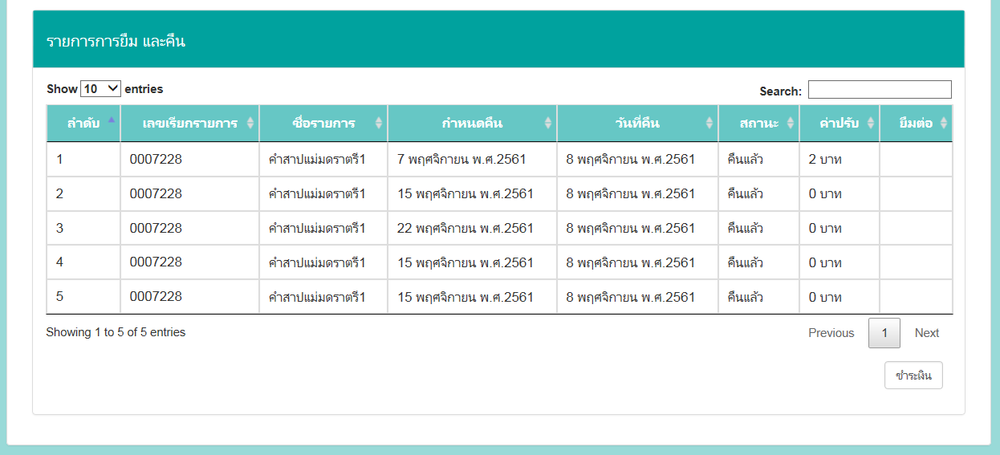 รายการการยืม และคืน
Show 10 entries Search:
ลำดับ เลขเรียกรายการ ชื่อรายการ กำหนดคืน วันที่คืน สถานะ ค่าปรับ ยืมต่อ
1 0007228 คำสาปแม่มดราตรี1 7 พฤศจิกายน พ.ศ.2561 8 พฤศจิกายน พ.ศ.2561 คืนแล้ว 2 บาท
2 0007228 คำสาปแม่มดราตรี1 15 พฤศจิกายน พ.ศ.2561 8 พฤศจิกายน พ.ศ.2561 คืนแล้ว 0 บาท
3 0007228 คำสาปแม่มดราตรี1 22 พฤศจิกายน พ.ศ.2561 8 พฤศจิกายน พ.ศ.2561 คืนแล้ว 0 บาท
4 0007228 คำสาปแม่มดราตรี1 15 พฤศจิกายน พ.ศ.2561 8 พฤศจิกายน พ.ศ.2561 คืนแล้ว 0 บาท
5 0007228 คำสาปแม่มดราตรี1 15 พฤศจิกายน พ.ศ.2561 8 พฤศจิกายน พ.ศ.2561 คืนแล้ว 0 บาท
Showing 1 to 5 of 5 entries Previous 1 Next
ชำระเงิน